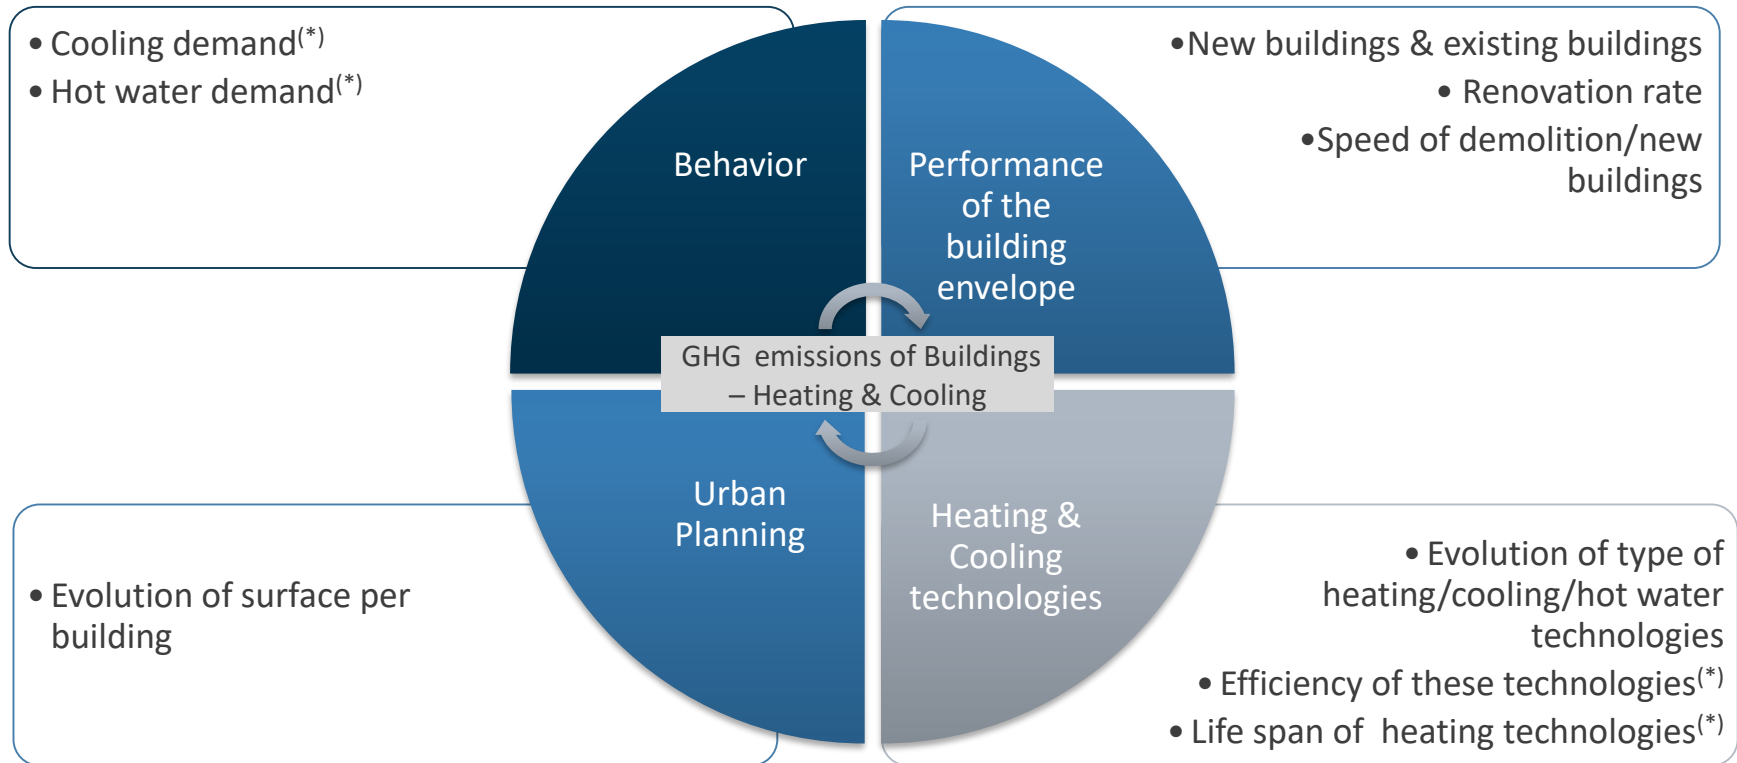 • Cooling demand(*)
• Hot water demand(*)
•New buildings & existing buildings
• Renovation rate
•Speed of demolition/new
buildings
Behavior
Performance
of the
building
envelope
GHG emissions of Buildings
– Heating & Cooling
Urban
Planning
Heating &
Cooling
technologies
• Evolution of surface per
building
• Evolution of type of
heating/cooling/hot water
technologies
• Efficiency of these technologies(*)
• Life span of heating technologies(*)